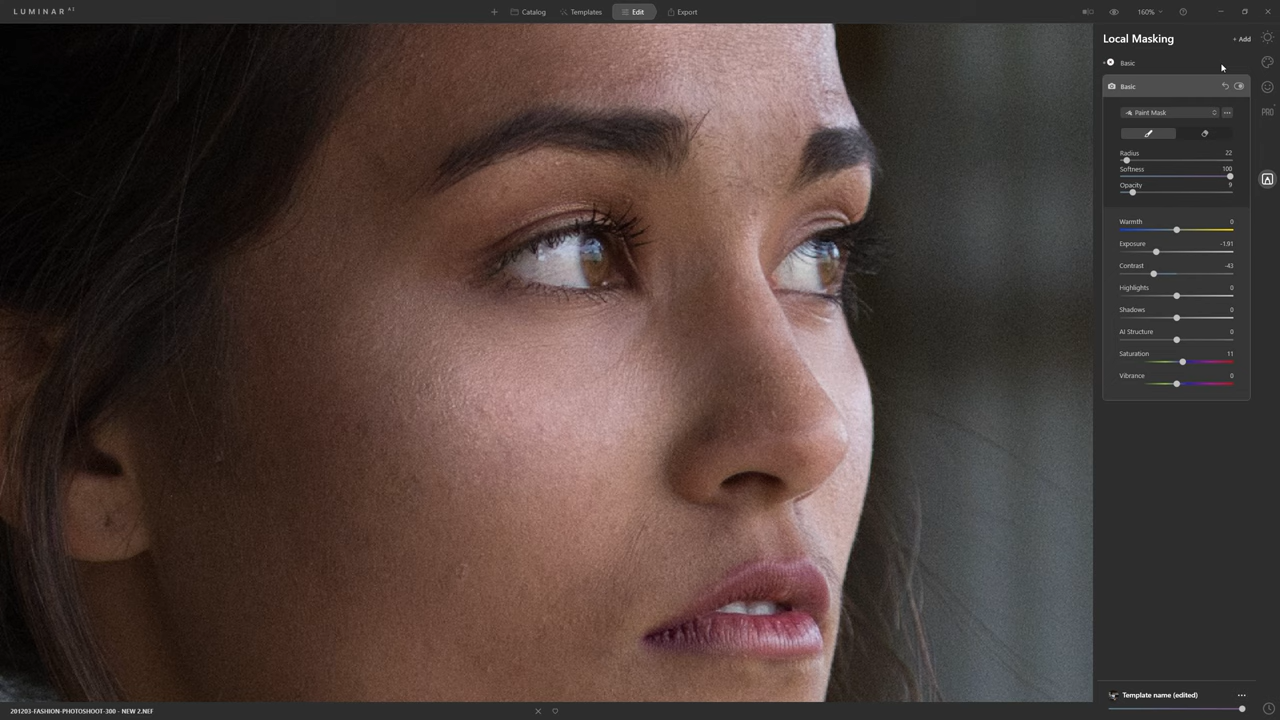 LUMINAR AI
Catalog
Templates
Edit
Export
160%
Local Masking
+ Add
Basic
Basic
Paint Mask
Radius 22
Softness 100
Opacity 9
Warmth 0
Exposure -1.91
Contrast -43
Highlights 0
Shadows 0
AI Structure 0
Saturation 11
Vibrance 0
PRO
Template name (edited)
201203-FASHION-PHOTOSHOOT-300 - NEW 2.NEF